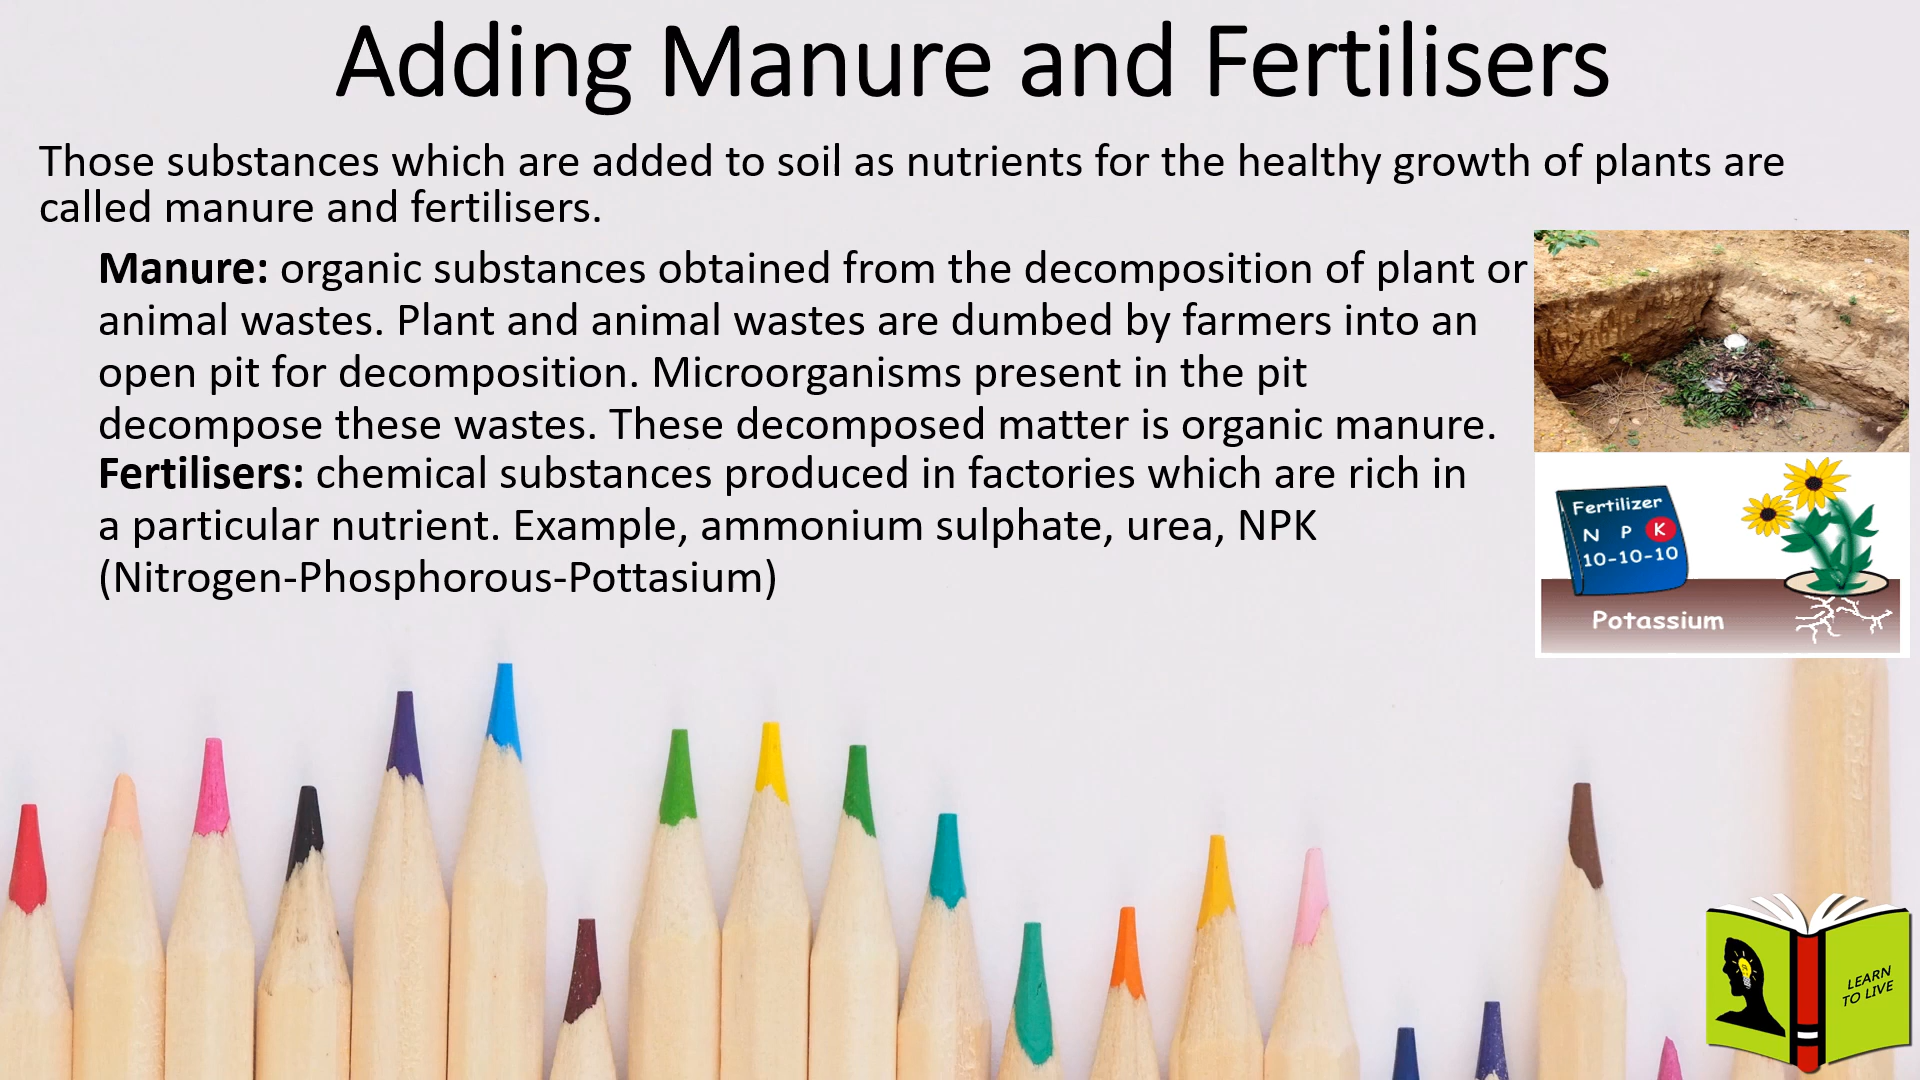 Adding Manure and Fertilisers
Those substances which are added to soil as nutrients for the healthy growth of plants are
called manure and fertilisers.
Manure: organic substances obtained from the decomposition of plant or
animal wastes. Plant and animal wastes are dumbed by farmers into an
open pit for decomposition. Microorganisms present in the pit
decompose these wastes. These decomposed matter is organic manure.
Fertilisers: chemical substances produced in factories which are rich in
a particular nutrient. Example, ammonium sulphate, urea, NPK
(Nitrogen-Phosphorous-Pottasium)
Fertilizer
N P K
10-10-10
Potassium
LEARN
TO LIVE